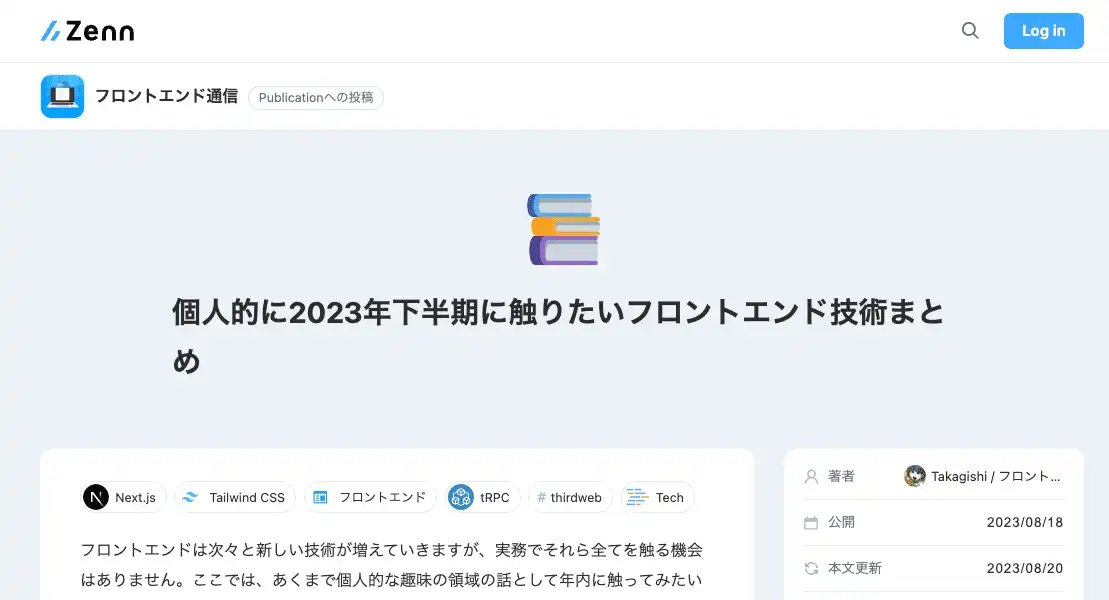 Zenn
Log in
フロントエンド通信
Publicationへの投稿
個人的に2023年下半期に触りたいフロントエンド技術まと
め
Next.js
Tailwind CSS
フロントエンド
tRPC
# thirdweb
Tech
フロントエンドは次々と新しい技術が増えていきますが、実務でそれら全てを触る機会
はありません。ここでは、あくまで個人的な趣味の領域の話として年内に触ってみたい
著者
Takagishi / フロント...
公開
2023/08/18
本文更新
2023/08/20